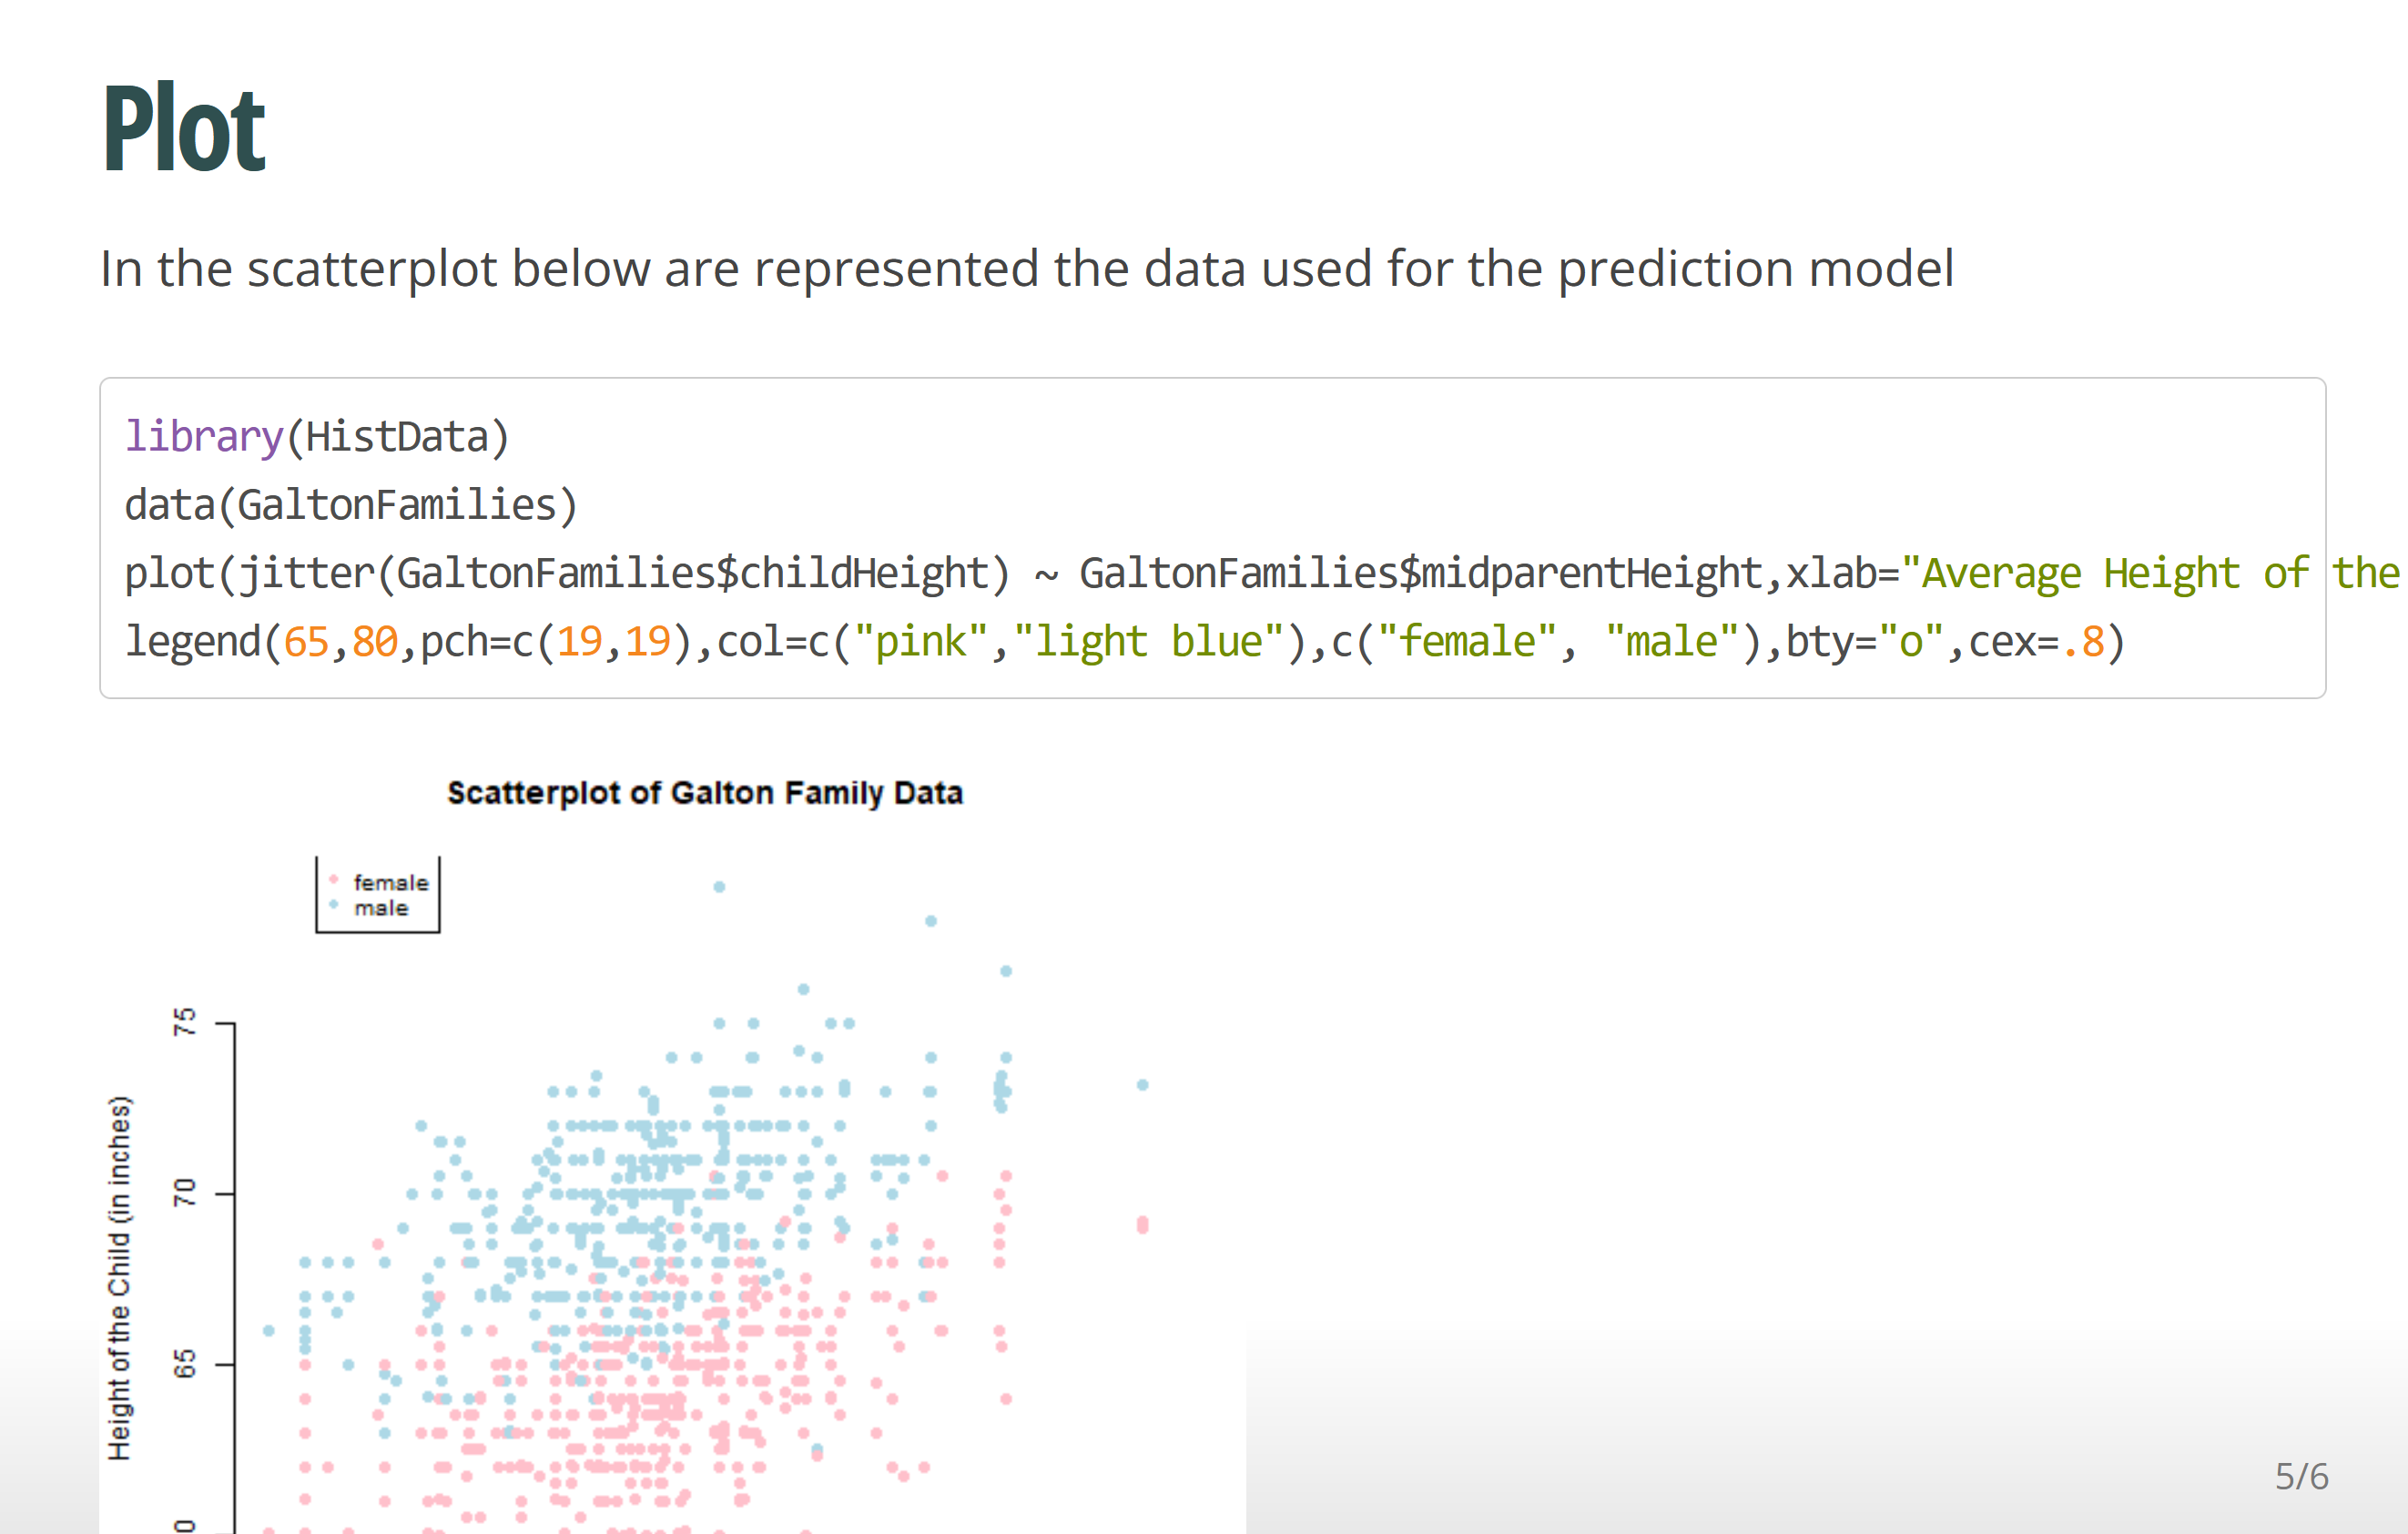 Plot
In the scatterplot below are represented the data used for the prediction model
library(HistData)
data(GaltonFamilies)
plot(jitter(GaltonFamilies$childHeight) ~ GaltonFamilies$midparentHeight,xlab="Average Height of the
legend(65,80,pch=c(19,19),col=c("pink","light blue"),c("female", "male"),bty="o",cex=.8)
Scatterplot of Galton Family Data
female
male
75
70
65
0
Height of the Child (in inches)
5/6